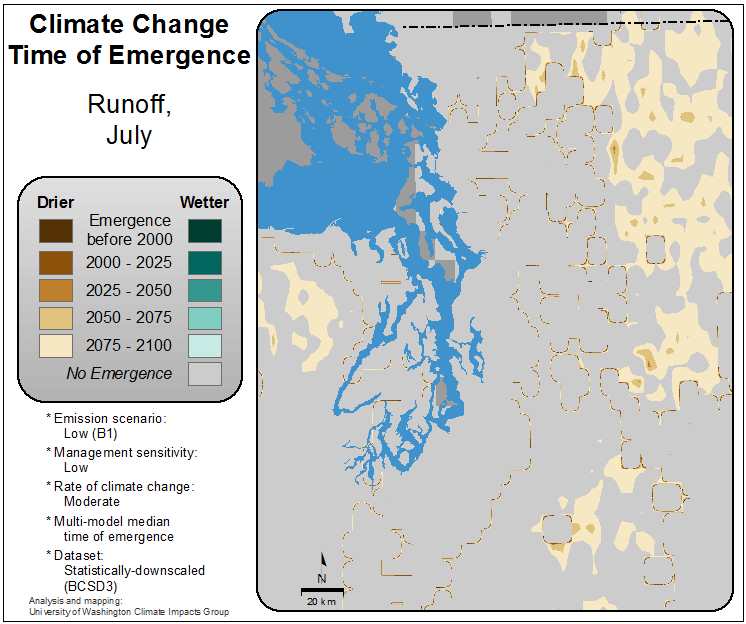 Climate Change
Time of Emergence
Runoff,
July
Drier
Wetter
Emergence
before 2000
2000 - 2025
2025 - 2050
2050 - 2075
2075 - 2100
No Emergence
* Emission scenario:
Low (B1)
* Management sensitivity:
Low
* Rate of climate change:
Moderate
* Multi-model median
time of emergence
* Dataset:
Statistically-downscaled
(BCSD3)
Analysis and mapping:
University of Washington Climate Impacts Group
N
20 km